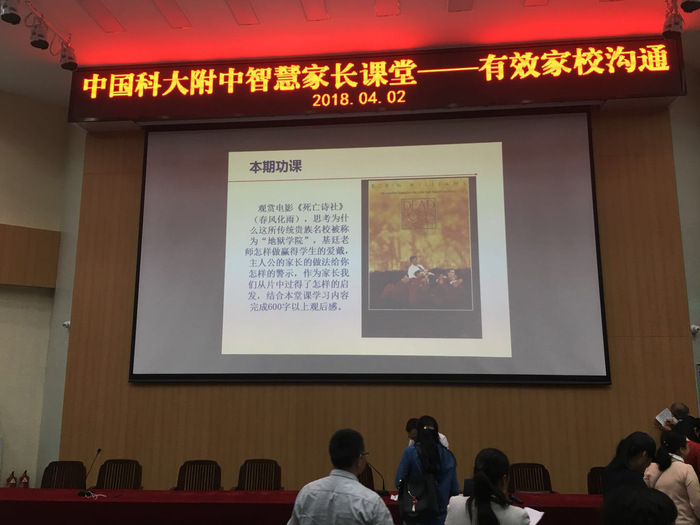 中国科大附中智慧家长课堂——有效家校沟通
2018.04.02
本期功课
观赏电影《死亡诗社》
（春风化雨），思考为什
么这所传统贵族名校被称
为“地狱学院”，基廷老
师怎样做赢得学生的爱戴，
主人公的家长的做法给你
怎样的警示，作为家长我
们从片中过得了怎样的启
发，结合本堂课学习内容
完成600字以上观后感。
ROBIN WILLIAMS
DEAD
POETS
SOCIETY